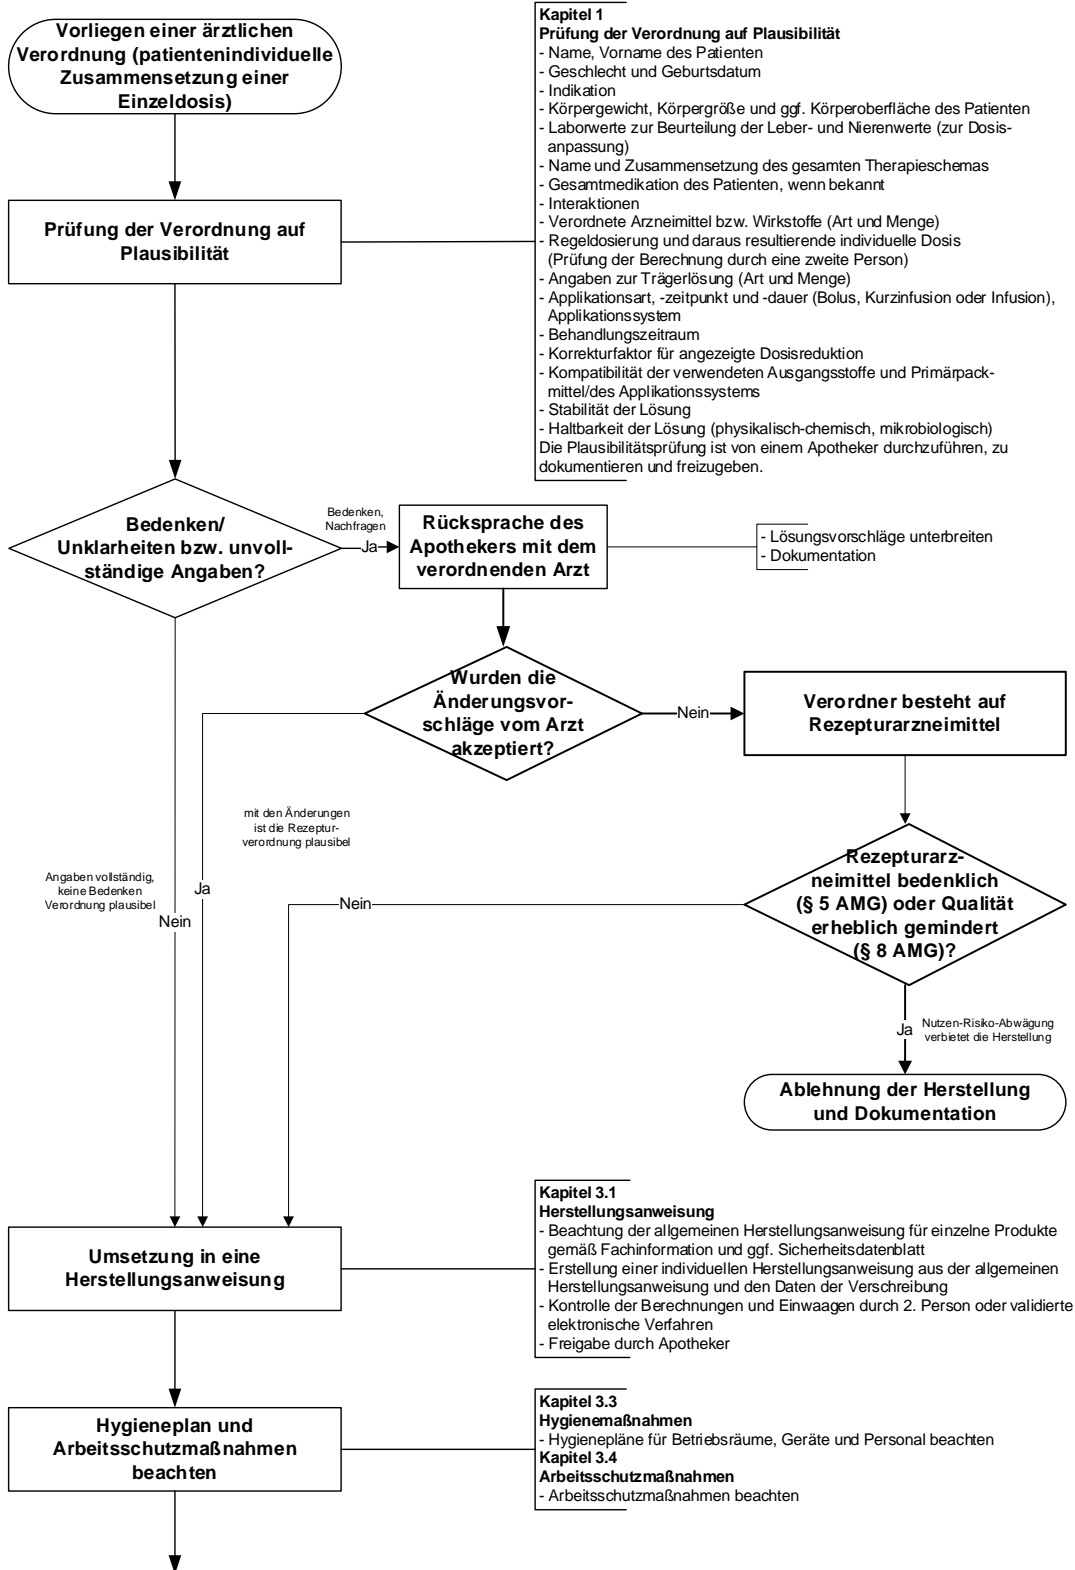 Vorliegen einer ärztlichen
Verordnung (patientenindividuelle
Zusammensetzung einer
Einzeldosis)
Kapitel 1
Prüfung der Verordnung auf Plausibilität
- Name, Vorname des Patienten
- Geschlecht und Geburtsdatum
- Indikation
- Körpergewicht, Körpergröße und ggf. Körperoberfläche des Patienten
- Laborwerte zur Beurteilung der Leber- und Nierenwerte (zur Dosis-
anpassung)
- Name und Zusammensetzung des gesamten Therapieschemas
- Gesamtmedikation des Patienten, wenn bekannt
- Interaktionen
- Verordnete Arzneimittel bzw. Wirkstoffe (Art und Menge)
- Regeldosierung und daraus resultierende individuelle Dosis
(Prüfung der Berechnung durch eine zweite Person)
- Angaben zur Trägerlösung (Art und Menge)
- Applikationsart, -zeitpunkt und -dauer (Bolus, Kurzinfusion oder Infusion),
Applikationssystem
- Behandlungszeitraum
- Korrekturfaktor für angezeigte Dosisreduktion
- Kompatibilität der verwendeten Ausgangsstoffe und Primärpack-
mittel/des Applikationssystems
- Stabilität der Lösung
- Haltbarkeit der Lösung (physikalisch-chemisch, mikrobiologisch)
Die Plausibilitätsprüfung ist von einem Apotheker durchzuführen, zu
dokumentieren und freizugeben.
Prüfung der Verordnung auf
Plausibilität
Bedenken/
Unklarheiten bzw. unvoll-
ständige Angaben?
Bedenken,
Nachfragen
Ja
Rücksprache des
Apothekers mit dem
verordnenden Arzt
- Lösungsvorschläge unterbreiten
- Dokumentation
Wurden die
Änderungsvor-
schläge vom Arzt
akzeptiert?
Nein
Verordner besteht auf
Rezepturarzneimittel
mit den Änderungen
ist die Rezeptur-
verordnung plausibel
Rezepturarz-
neimittel bedenklich
(§ 5 AMG) oder Qualität
erheblich gemindert
(§ 8 AMG)?
Angaben vollständig,
keine Bedenken
Verordnung plausibel
Ja
Nein
Nein
Ja
Nutzen-Risiko-Abwägung
verbietet die Herstellung
Ablehnung der Herstellung
und Dokumentation
Umsetzung in eine
Herstellungsanweisung
Kapitel 3.1
Herstellungsanweisung
- Beachtung der allgemeinen Herstellungsanweisung für einzelne Produkte
gemäß Fachinformation und ggf. Sicherheitsdatenblatt
- Erstellung einer individuellen Herstellungsanweisung aus der allgemeinen
Herstellungsanweisung und den Daten der Verschreibung
- Kontrolle der Berechnungen und Einwaagen durch 2. Person oder validierte
elektronische Verfahren
- Freigabe durch Apotheker
Hygieneplan und
Arbeitsschutzmaßnahmen
beachten
Kapitel 3.3
Hygienemaßnahmen
- Hygienepläne für Betriebsräume, Geräte und Personal beachten
Kapitel 3.4
Arbeitsschutzmaßnahmen
- Arbeitsschutzmaßnahmen beachten